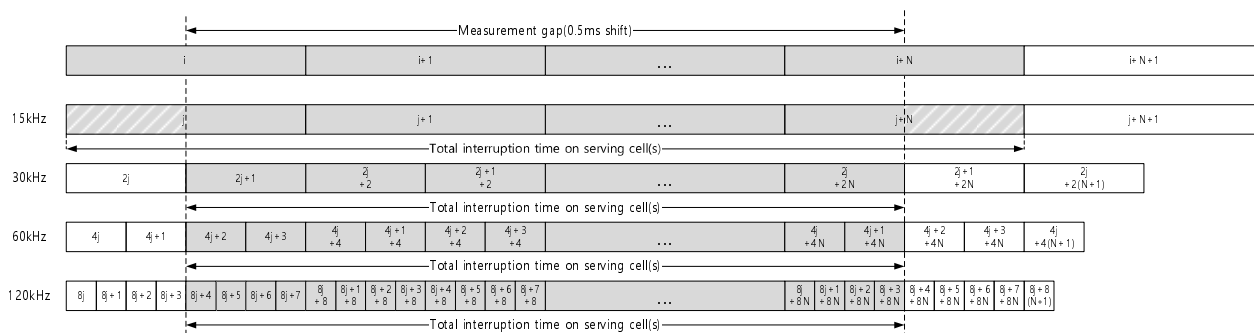 Measurement gap(0.5ms shift)
i i+1 ... i+N i+N+1
15kHz j j+1 ... j+N j+N+1
Total interruption time on serving cell(s)
30kHz 2j 2j+1 2j +2 2j+1 +2 ... 2j +2N 2j+1 +2N 2j +2(N+1)
Total interruption time on serving cell(s)
60kHz 4j 4j+1 4j+2 4j+3 4j +4 4j+1 +4 4j+2 +4 4j+3 +4 ... 4j +4N 4j+1 +4N 4j+2 +4N 4j+3 +4N 4j +4(N+1)
Total interruption time on serving cell(s)
120kHz 8j 8j+1 8j+2 8j+3 8j+4 8j+5 8j+6 8j+7 8j +8 8j+1 +8 8j+2 +8 8j+3 +8 8j+4 +8 8j+5 +8 8j+6 +8 8j+7 +8 ... 8j +8N 8j+1 +8N 8j+2 +8N 8j+3 +8N 8j+4 +8N 8j+5 +8N 8j+6 +8N 8j+7 +8N 8j+8 (N+1)
Total interruption time on serving cell(s)